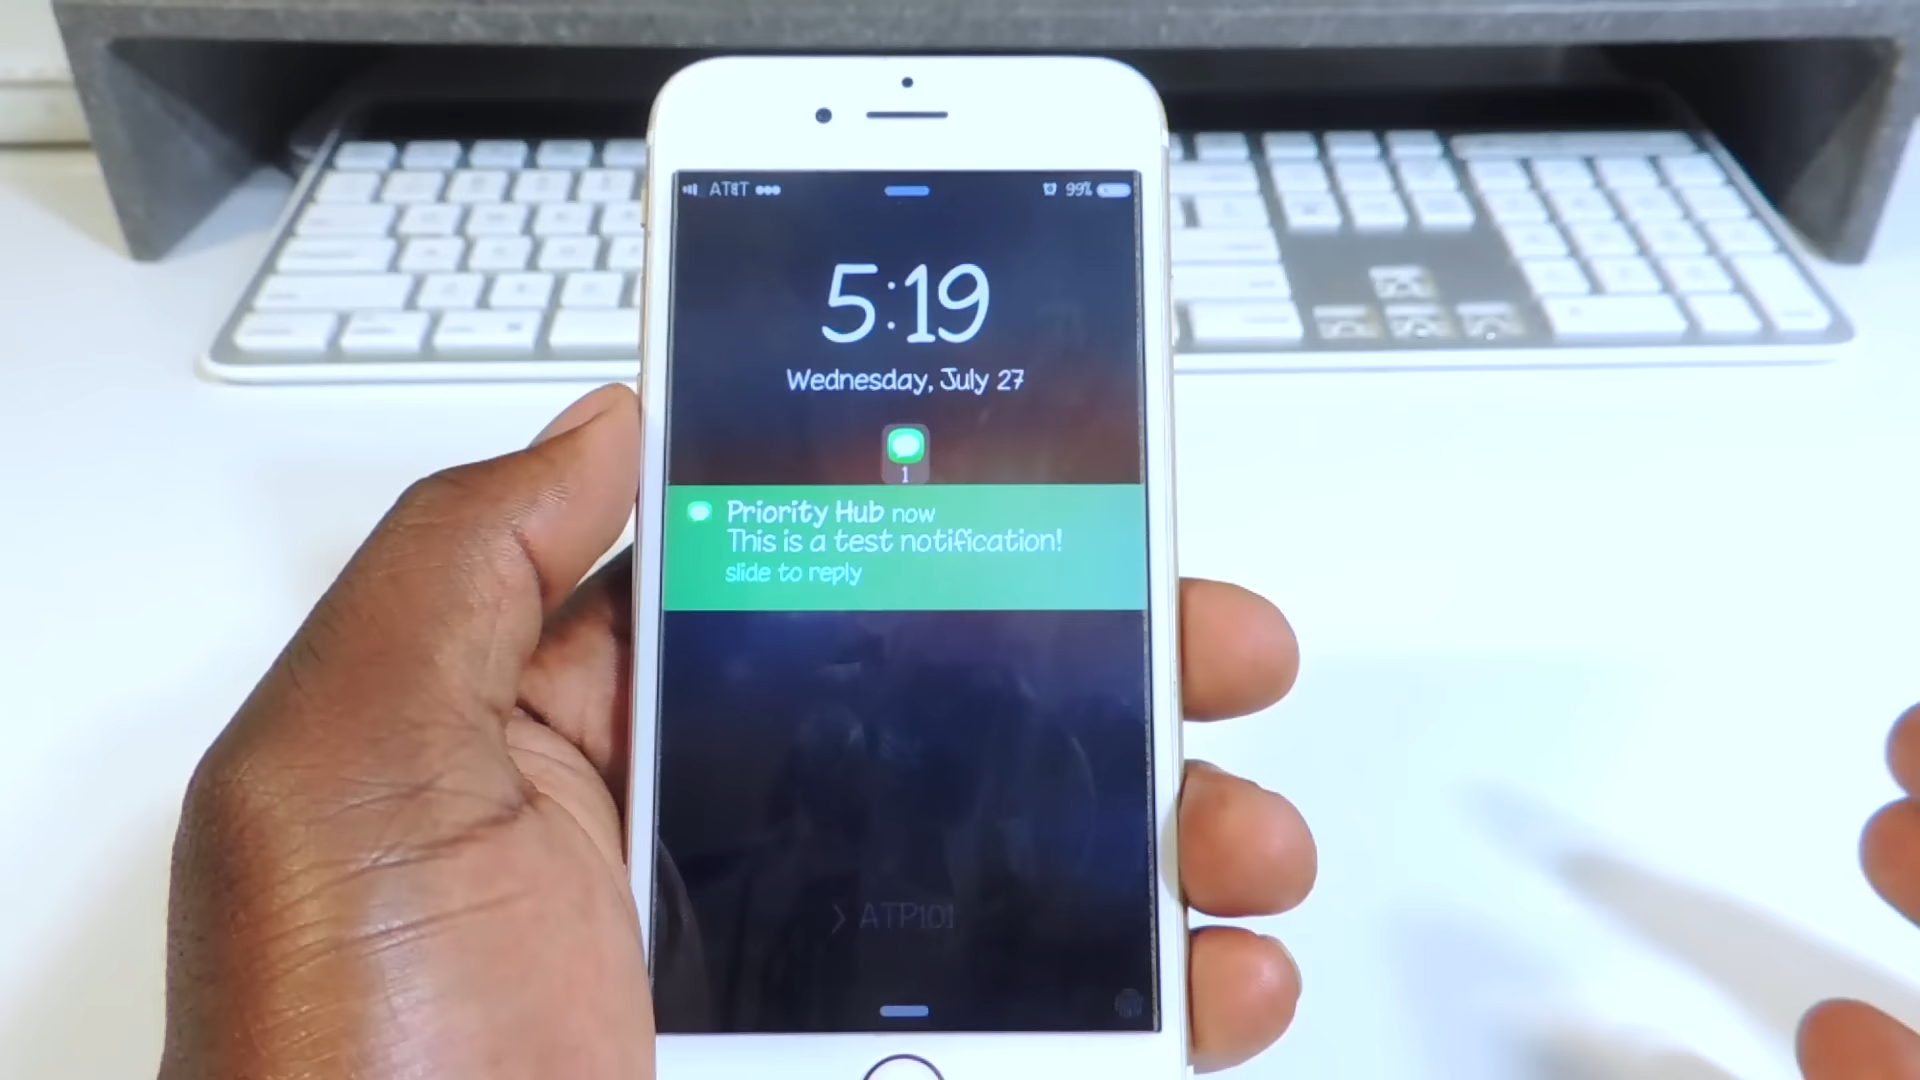 AT&T 99%
5:19
Wednesday, July 27
1
Priority Hub now
This is a test notification!
slide to reply
> ATP101